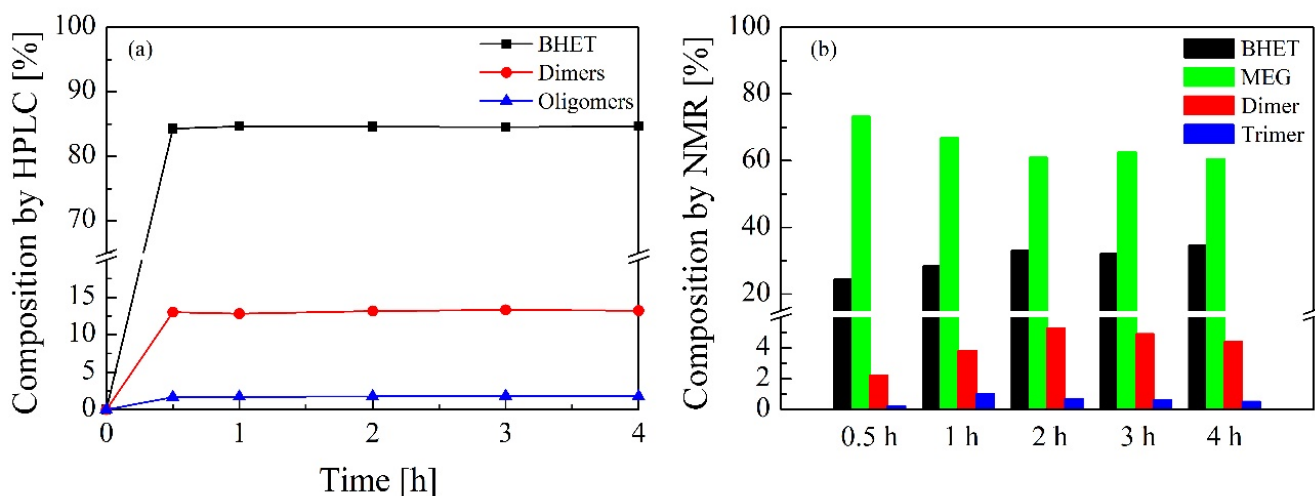 (a)
BHET
Dimers
Oligomers
Composition by HPLC [%]
100
90
80
70
15
10
5
0
0
1
2
3
4
Time [h]
(b)
BHET
MEG
Dimer
Trimer
Composition by NMR [%]
100
80
60
40
20
4
2
0
0.5 h
1 h
2 h
3 h
4 h